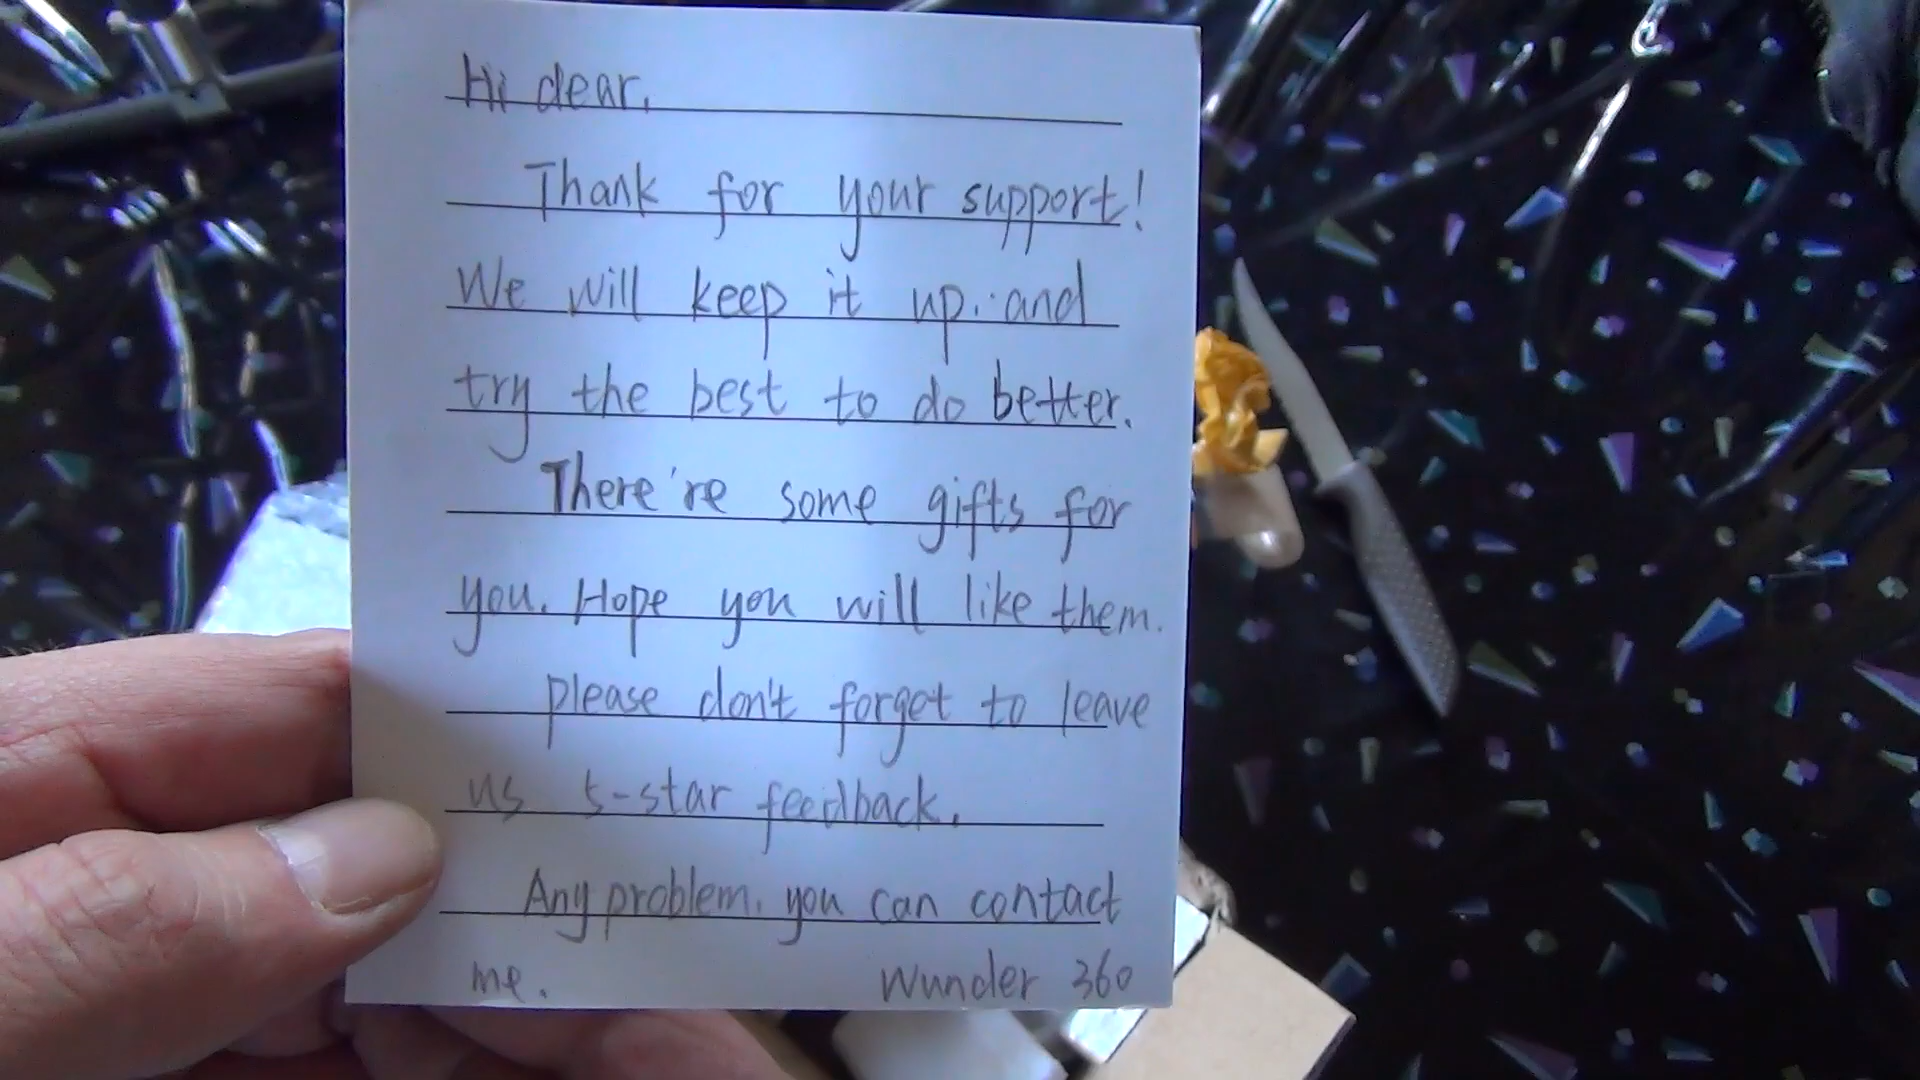 Hi dear,
Thank for your support!
We will keep it up. and
try the best to do better.
There're some gifts for
you. Hope you will like them.
please don't forget to leave
us 5-star feedback.
Any problem, you can contact
me. Wunder 360